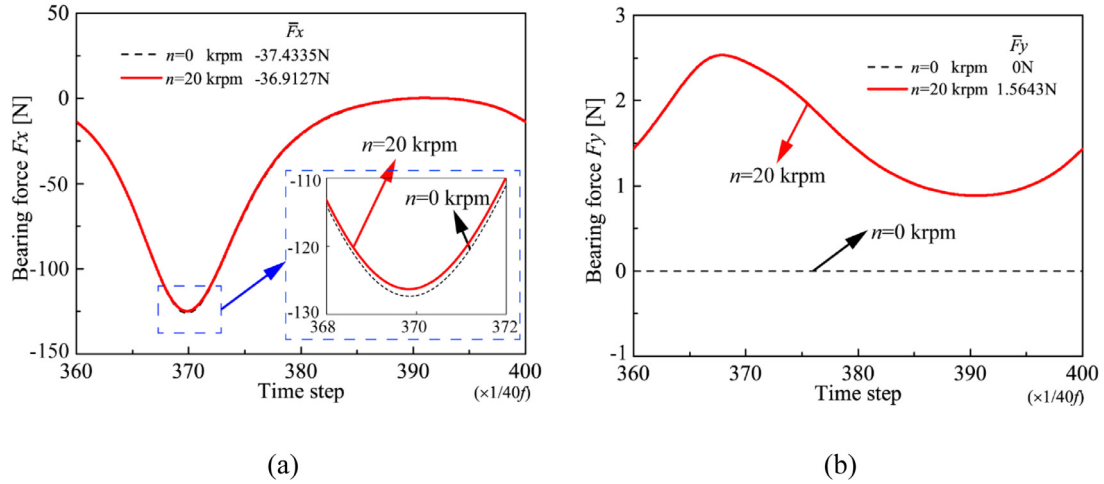 50
0
-50
-100
-150
Bearing force Fx [N]
F̅x
n=0 krpm -37.4335N
n=20 krpm -36.9127N
n=20 krpm
n=0 krpm
-110
-120
-130
368 370 372
360 370 380 390 400
Time step (×1/40f)
(a)
3
2
1
0
-1
Bearing force Fy [N]
F̅y
n=0 krpm 0N
n=20 krpm 1.5643N
n=20 krpm
n=0 krpm
360 370 380 390 400
Time step (×1/40f)
(b)